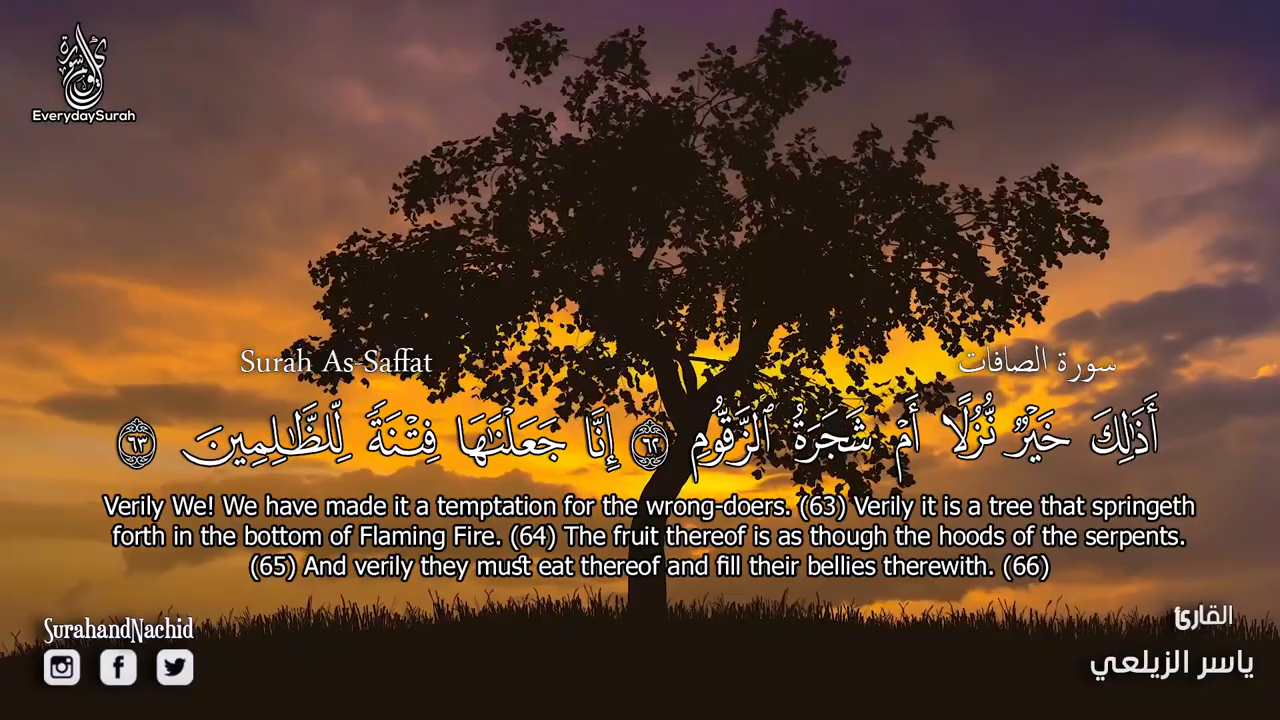 كل يوم سورة
EverydaySurah
Surah As-Saffat
سورة الصافات
أَذَٰلِكَ خَيْرٌ نُّزُلًا أَمْ شَجَرَةُ ٱلزَّقُّومِ ٦٢ إِنَّا جَعَلْنَٰهَا فِتْنَةً لِّلظَّٰلِمِينَ ٦٣
Verily We! We have made it a temptation for the wrong-doers. (63) Verily it is a tree that springeth
forth in the bottom of Flaming Fire. (64) The fruit thereof is as though the hoods of the serpents.
(65) And verily they must eat thereof and fill their bellies therewith. (66)
SurahandNachid
القارئ
ياسر الزيلعي